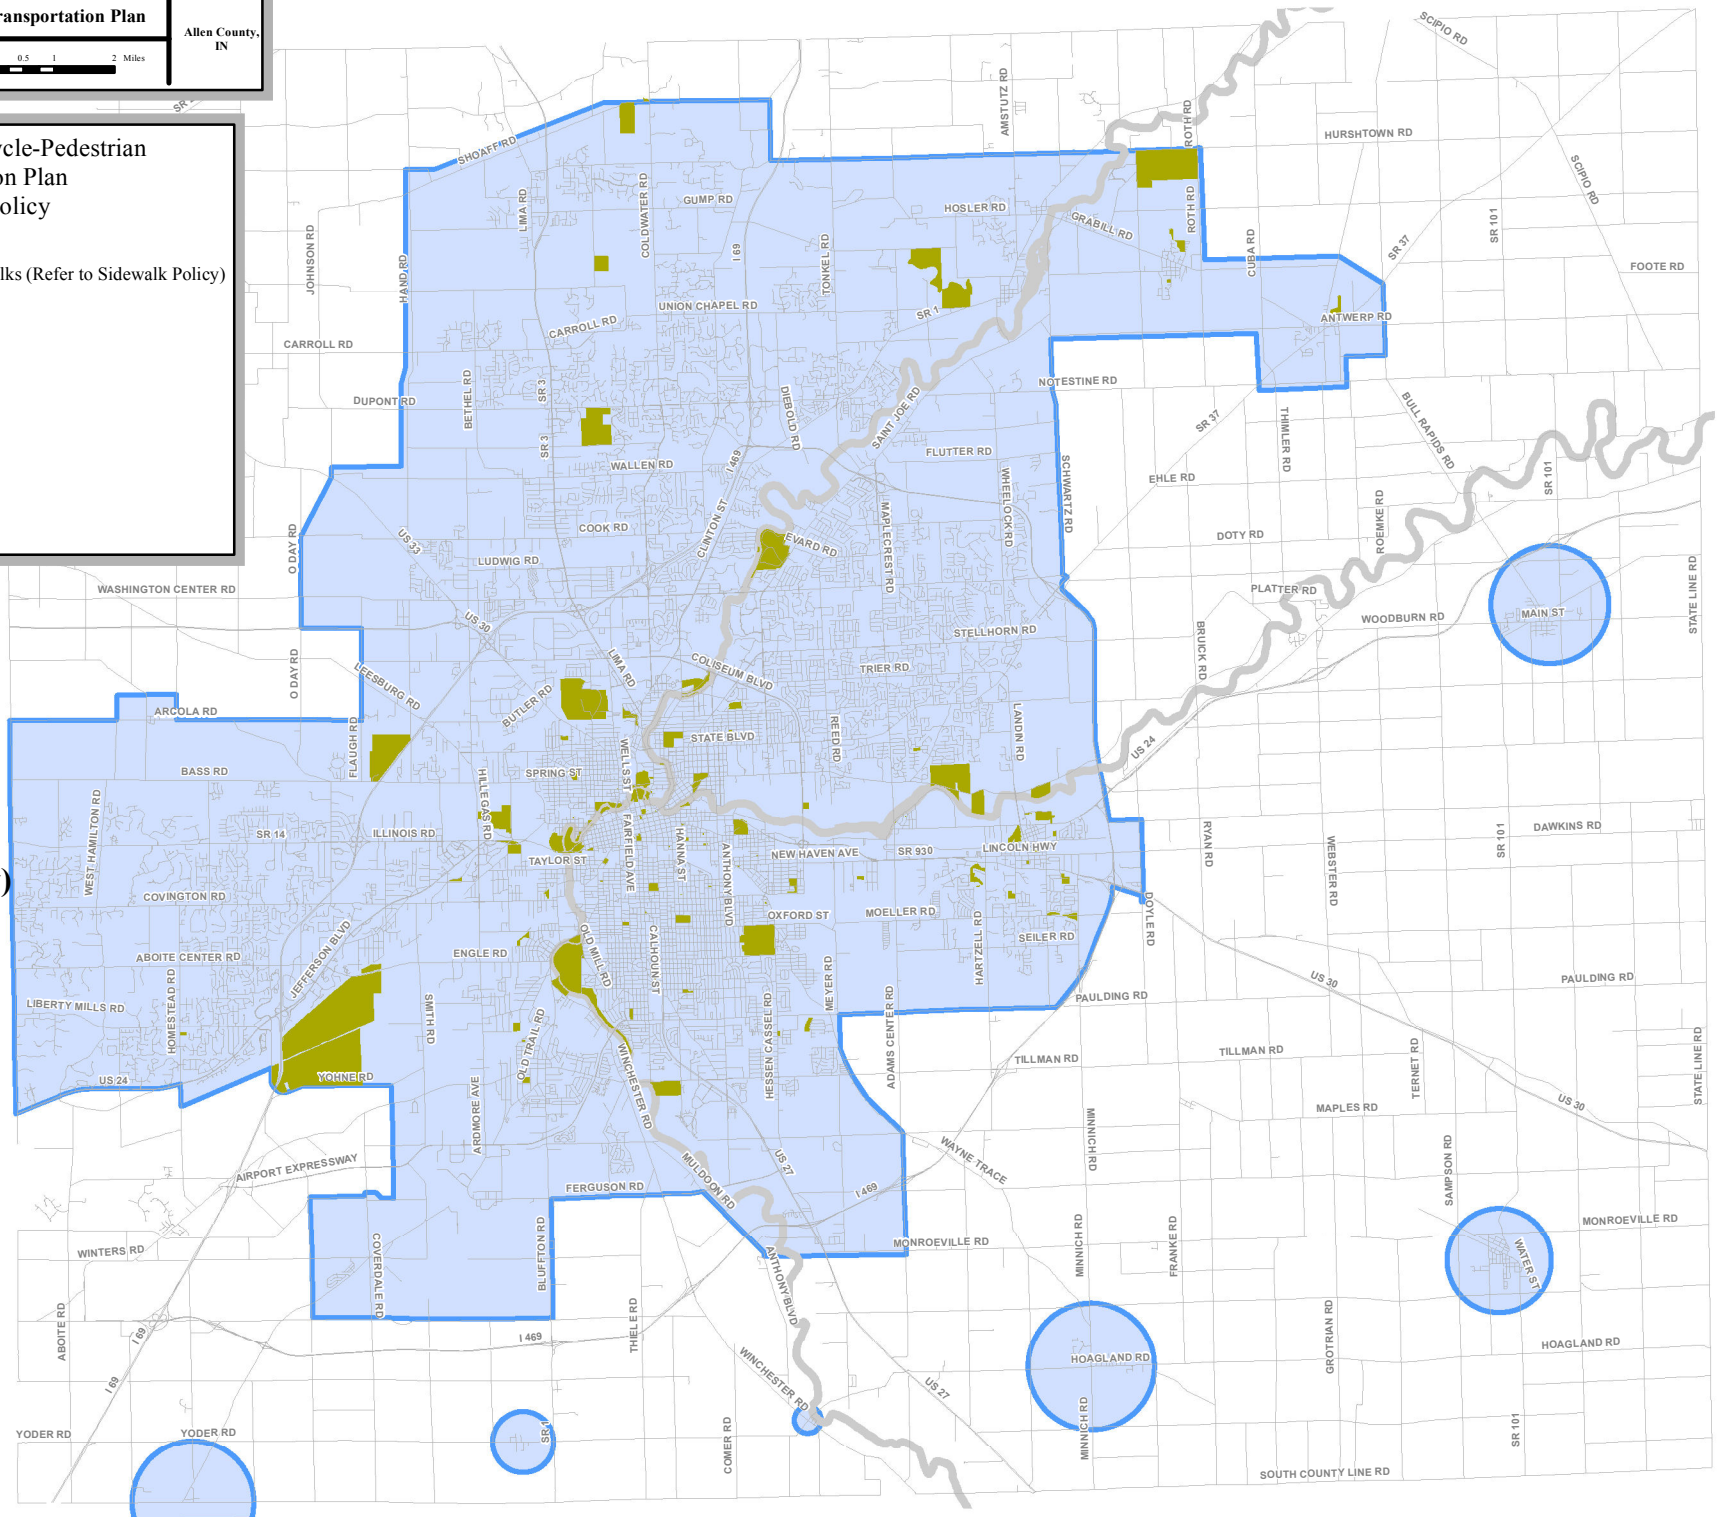 ransportation Plan
Allen County,
IN
0.5 1 2 Miles
ycle-Pedestrian
on Plan
olicy
lks (Refer to Sidewalk Policy)
)
SCIPIO RD
AMSTUTZ RD
ROTH RD
HURSHTOWN RD
SHOAFF RD
SCIPIO RD
LIMA RD
COLDWATER RD
GUMP RD
HOSLER RD
GRABILL RD
ROTH RD
SR 101
JOHNSON RD
HAND RD
I 69
TONKEL RD
CUBA RD
SR 37
FOOTE RD
UNION CHAPEL RD
SR 1
ANTWERP RD
CARROLL RD
CARROLL RD
DUPONT RD
BETHEL RD
SR 3
DIEBOLD RD
SAINT JOE RD
NOTESTINE RD
SR 37
THIMLER RD
BULL RAPIDS RD
SR 3
WALLEN RD
I 469
FLUTTER RD
WHEELOCK RD
SCHWARTZ RD
EHLE RD
SR 101
O DAY RD
US 33
COOK RD
CLINTON ST
EVARD RD
MAPLECREST RD
DOTY RD
ROEMKE RD
LUDWIG RD
WASHINGTON CENTER RD
PLATTER RD
WOODBURN RD
MAIN ST
STATE LINE RD
US 30
STELLHORN RD
BRUICK RD
O DAY RD
LEESBURG RD
LIMA RD
COLISEUM BLVD
TRIER RD
BUTLER RD
ARCOLA RD
FLAUGH RD
WELLS ST
STATE BLVD
REED RD
LANDIN RD
US 24
BASS RD
HILLEGAS RD
SPRING ST
WEST HAMILTON RD
SR 14
ILLINOIS RD
FAIRFIELD AVE
HANNA ST
ANTHONY BLVD
NEW HAVEN AVE
SR 930
LINCOLN HWY
RYAN RD
WEBSTER RD
SR 101
DAWKINS RD
TAYLOR ST
COVINGTON RD
OXFORD ST
MOELLER RD
DOYLE RD
ABOITE CENTER RD
JEFFERSON BLVD
ENGLE RD
OLD MILL RD
CALHOUN ST
HARTZELL RD
SEILER RD
US 30
PAULDING RD
LIBERTY MILLS RD
HOMESTEAD RD
SMITH RD
OLD TRAIL RD
HESSEN CASSEL RD
MEYER RD
ADAMS CENTER RD
PAULDING RD
TILLMAN RD
TILLMAN RD
TERNET RD
STATE LINE RD
US 24
YOHNE RD
ARDMORE AVE
WINCHESTER RD
MINNICH RD
MAPLES RD
US 30
AIRPORT EXPRESSWAY
MULDOON RD
US 27
WAYNE TRACE
SAMPSON RD
FERGUSON RD
I 469
WINTERS RD
COVERDALE RD
BLUFFTON RD
ANTHONY BLVD
MONROEVILLE RD
MINNICH RD
FRANKE RD
WATER ST
MONROEVILLE RD
ABOITE RD
I 69
I 469
THIELE RD
WINCHESTER RD
HOAGLAND RD
GROTRIAN RD
HOAGLAND RD
I 69
US 27
YODER RD
YODER RD
SR 1
COMER RD
MINNICH RD
SR 101
SOUTH COUNTY LINE RD